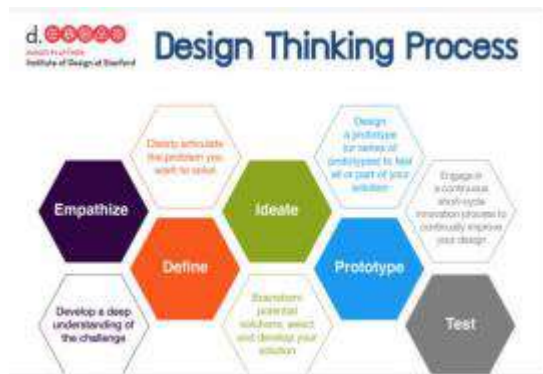 d.
Institute of Design at Stanford
Design Thinking Process
Empathize
Develop a deep
understanding of
the challenge
Clearly articulate
the problem you
want to solve
Define
Ideate
Brainstorm
potential
solutions, select
and develop your
solution
Design
a prototype
(or series of
prototypes) to test
all or part of your
solution
Prototype
Engage in
a continuous
short-cycle
innovation process to
continually improve
your design
Test